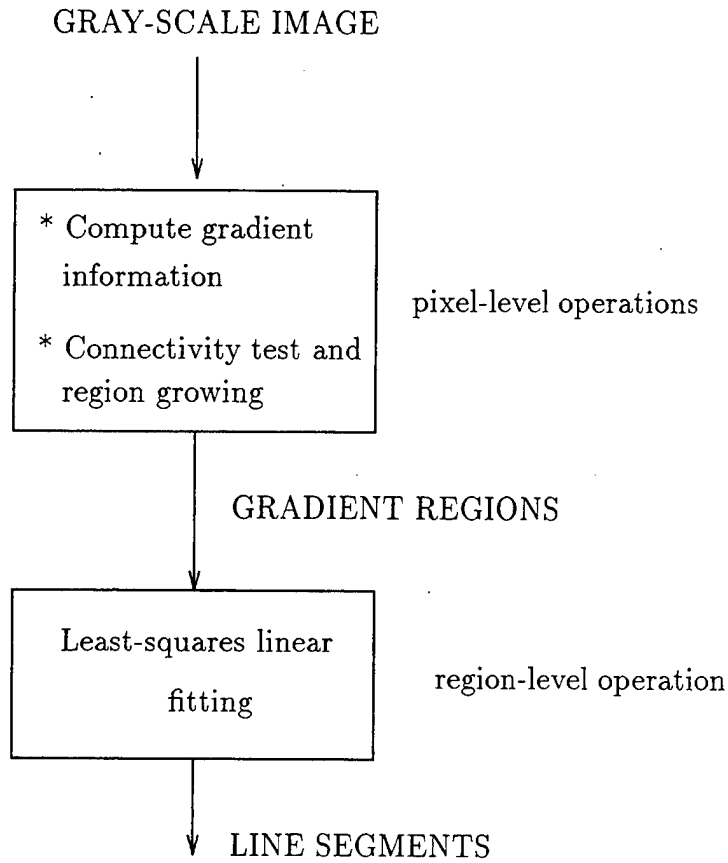 GRAY-SCALE IMAGE
* Compute gradient
information
* Connectivity test and
region growing
pixel-level operations
GRADIENT REGIONS
Least-squares linear
fitting
region-level operation
LINE SEGMENTS